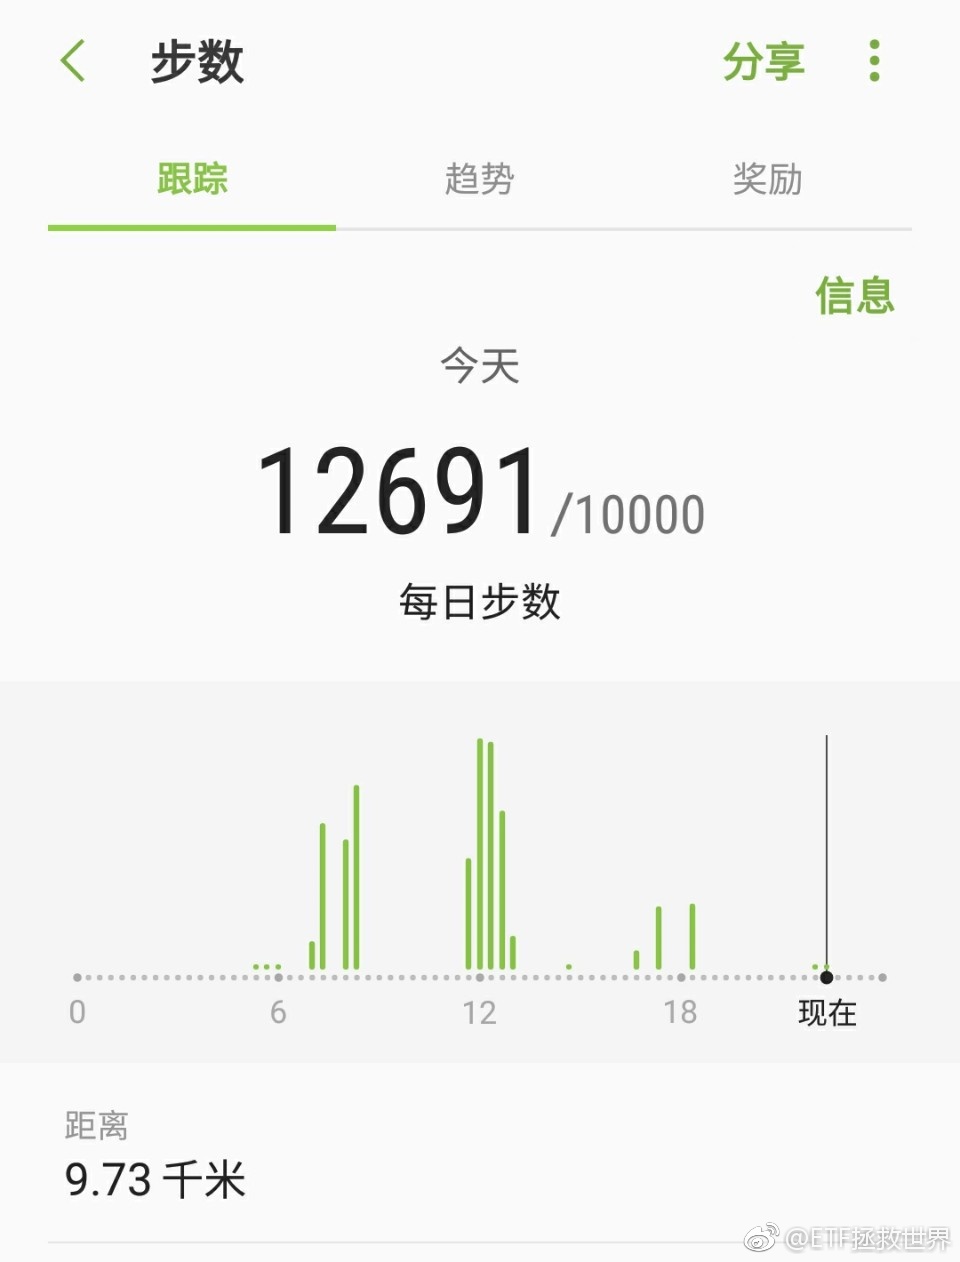 步数 分享
跟踪 趋势 奖励
信息
今天
12691/10000
每日步数
0 6 12 18 现在
距离
9.73 千米
@ETF拯救世界